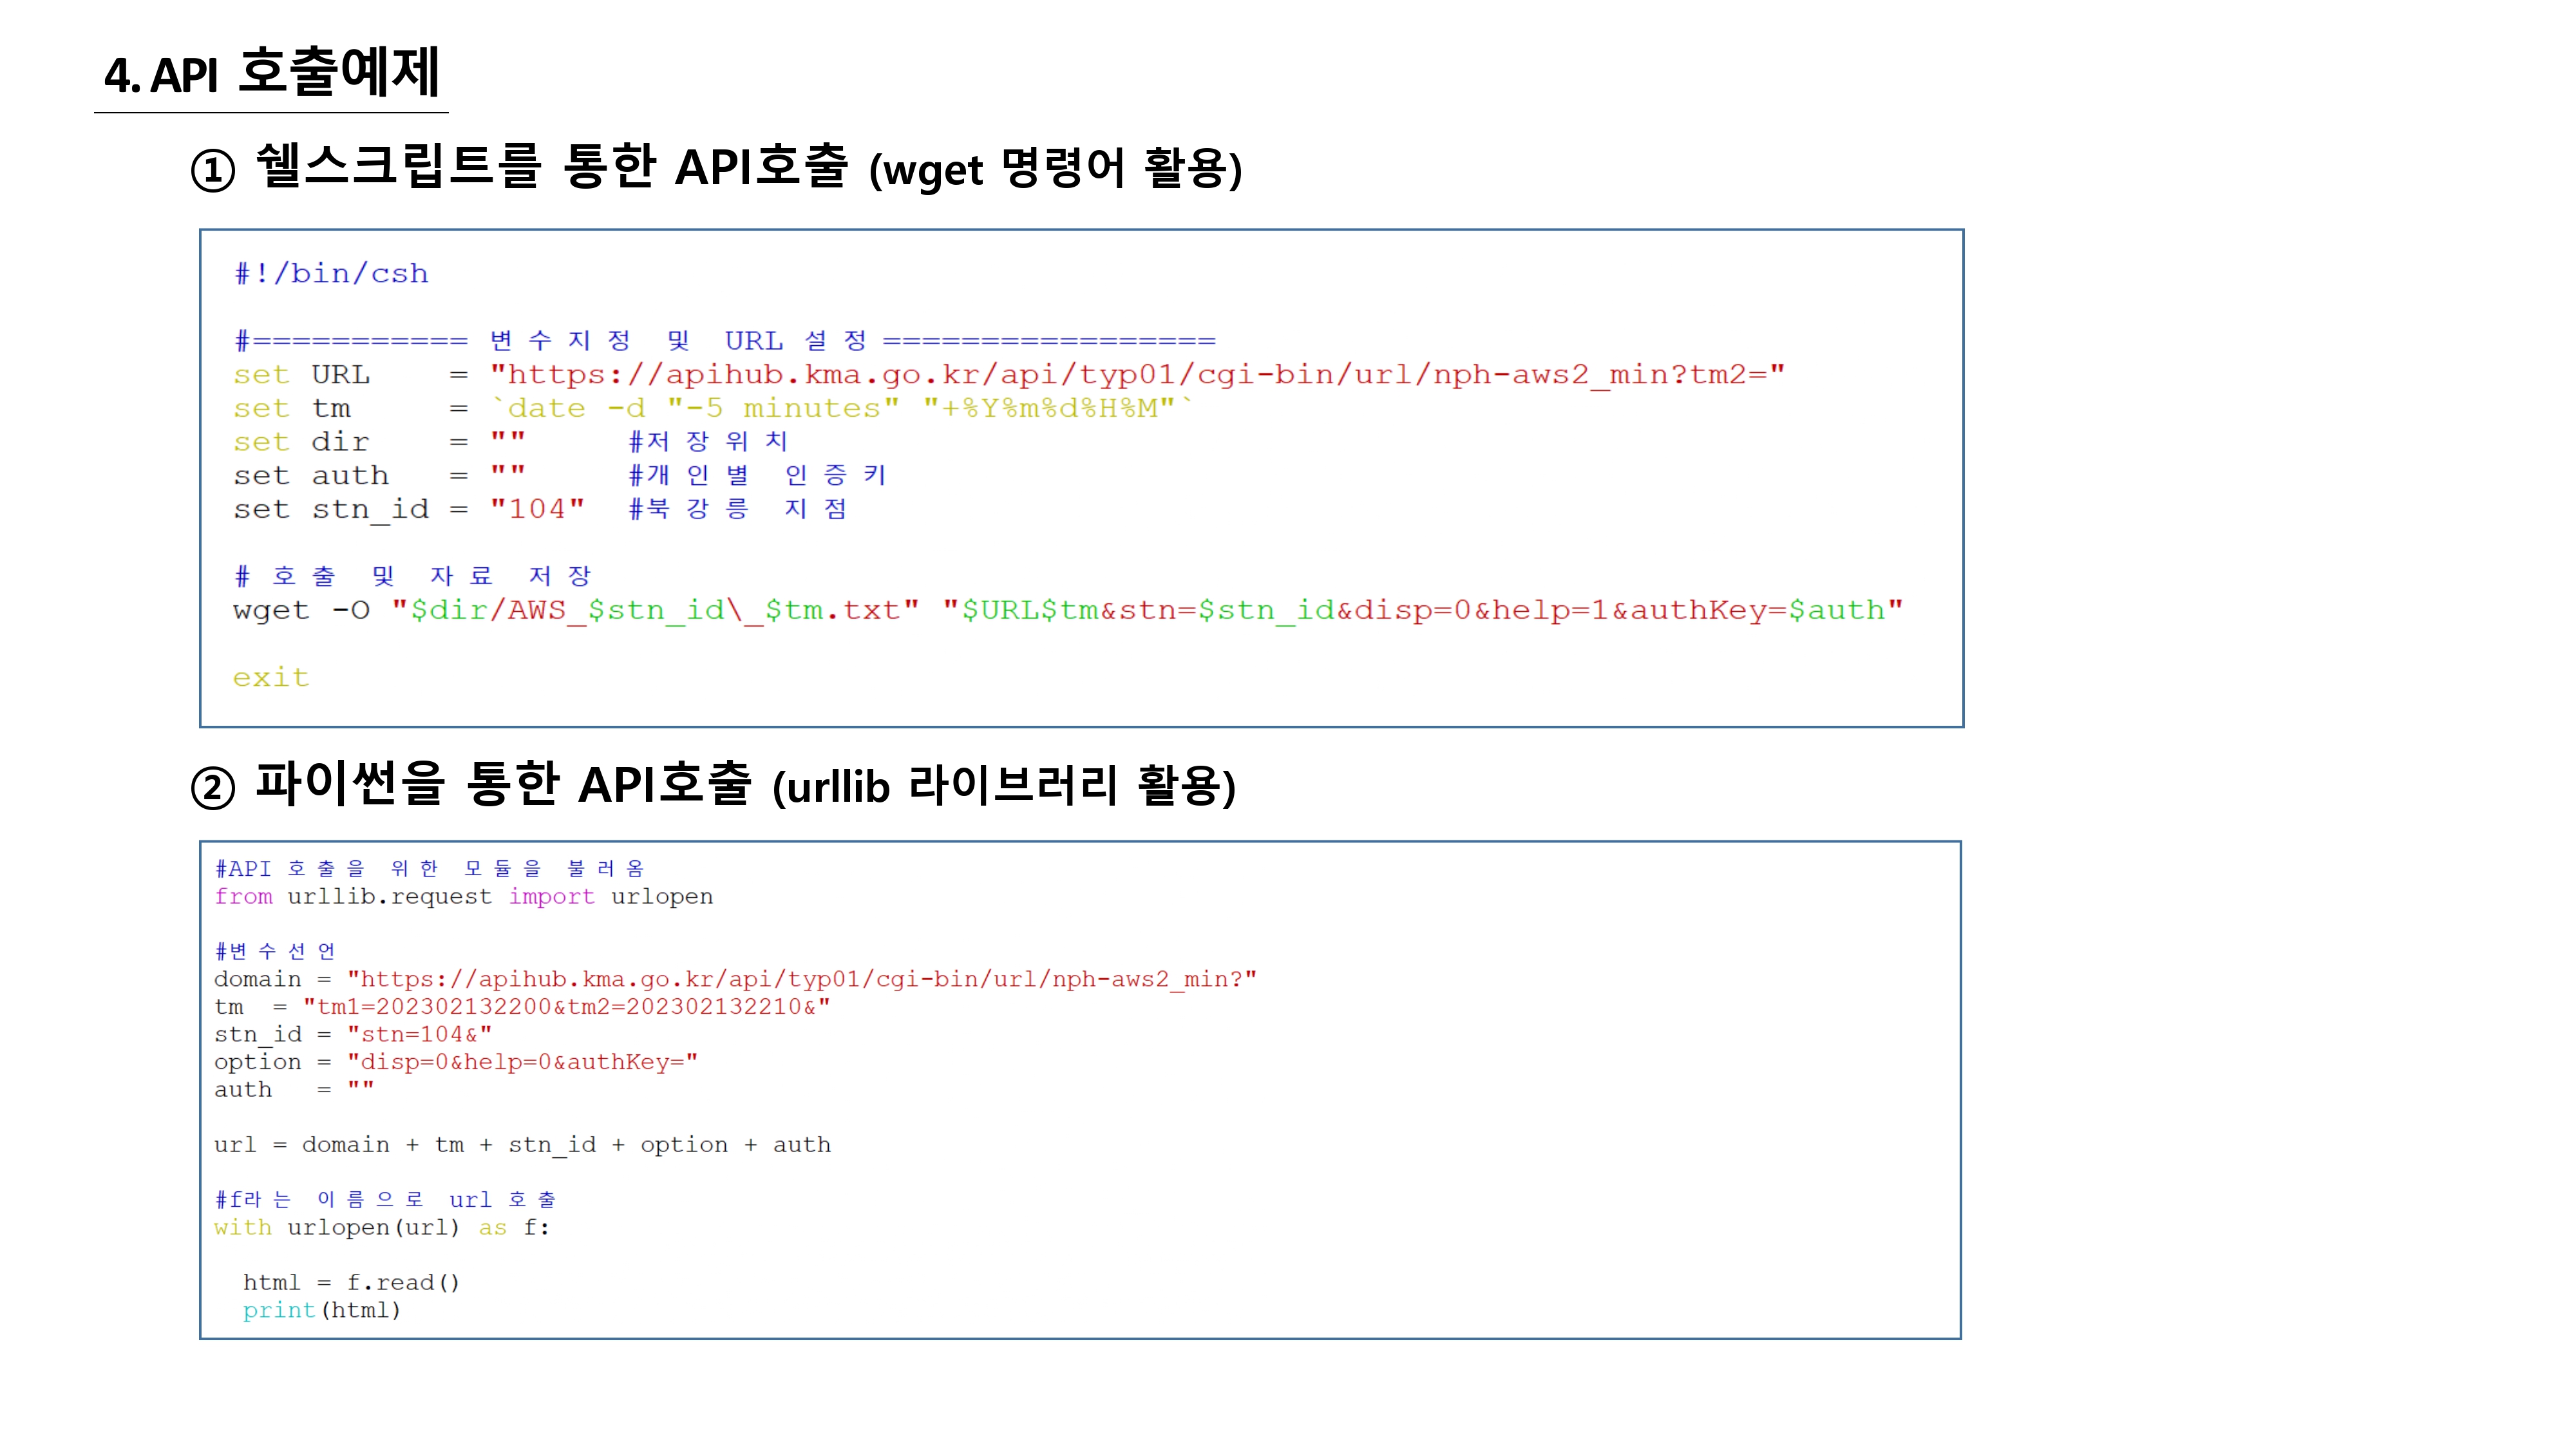 4. API 호출예제
① 쉘스크립트를 통한 API호출 (wget 명령어 활용)
#!/bin/csh
#=========== 변수지정 및 URL 설정 =================
set URL    = "https://apihub.kma.go.kr/api/typ01/cgi-bin/url/nph-aws2_min?tm2="
set tm     = `date -d "-5 minutes" "+%Y%m%d%H%M"`
set dir    = ""     #저장위치
set auth   = ""     #개인별 인증키
set stn_id = "104"  #북강릉 지점
# 호출 및 자료 저장
wget -O "$dir/AWS_$stn_id\_$tm.txt" "$URL$tm&stn=$stn_id&disp=0&help=1&authKey=$auth"
exit
② 파이썬을 통한 API호출 (urllib 라이브러리 활용)
#API 호출을 위한 모듈을 불러옴
from urllib.request import urlopen
#변수선언
domain = "https://apihub.kma.go.kr/api/typ01/cgi-bin/url/nph-aws2_min?"
tm  = "tm1=202302132200&tm2=202302132210&"
stn_id = "stn=104&"
option = "disp=0&help=0&authKey="
auth   = ""
url = domain + tm + stn_id + option + auth
#f라는 이름으로 url 호출
with urlopen(url) as f:
  html = f.read()
  print(html)